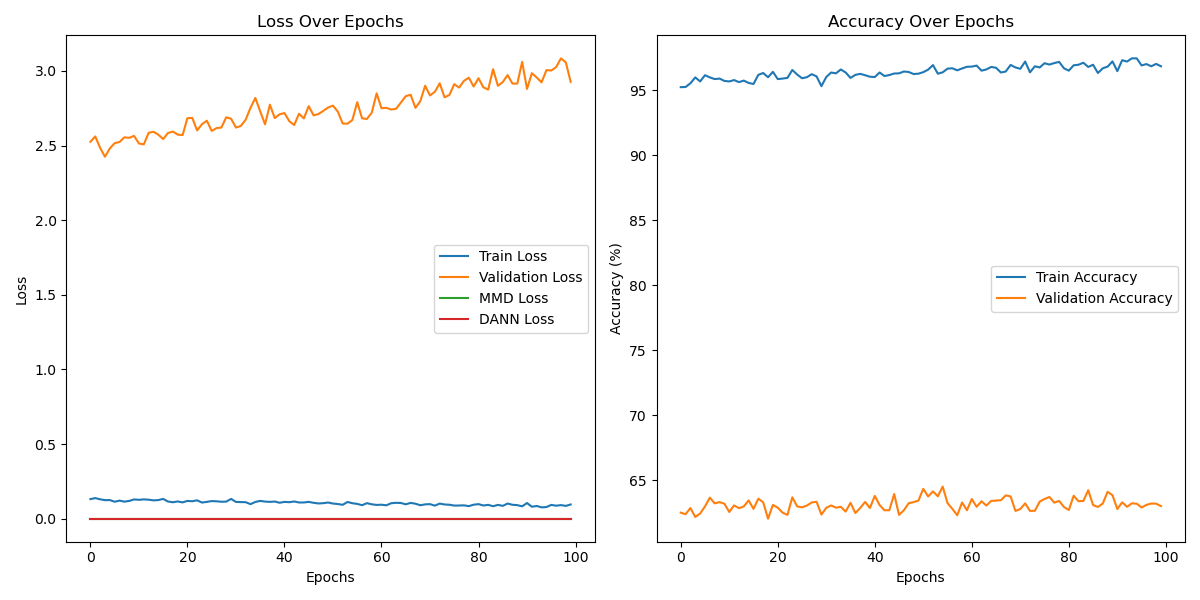 Loss Over Epochs
Loss
3.0
2.5
2.0
1.5
1.0
0.5
0.0
Train Loss
Validation Loss
MMD Loss
DANN Loss
0 20 40 60 80 100
Epochs
Accuracy Over Epochs
Accuracy (%)
95
90
85
80
75
70
65
Train Accuracy
Validation Accuracy
0 20 40 60 80 100
Epochs